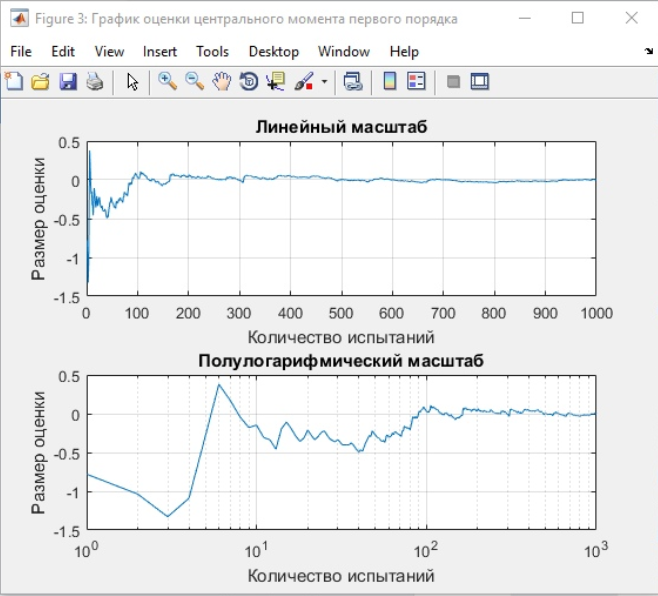 Figure 3: График оценки центрального момента первого порядка
File Edit View Insert Tools Desktop Window Help
Линейный масштаб
0.5
0
-0.5
-1
-1.5
Размер оценки
0 100 200 300 400 500 600 700 800 900 1000
Количество испытаний
Полулогарифмический масштаб
0.5
0
-0.5
-1
-1.5
Размер оценки
10^0 10^1 10^2 10^3
Количество испытаний